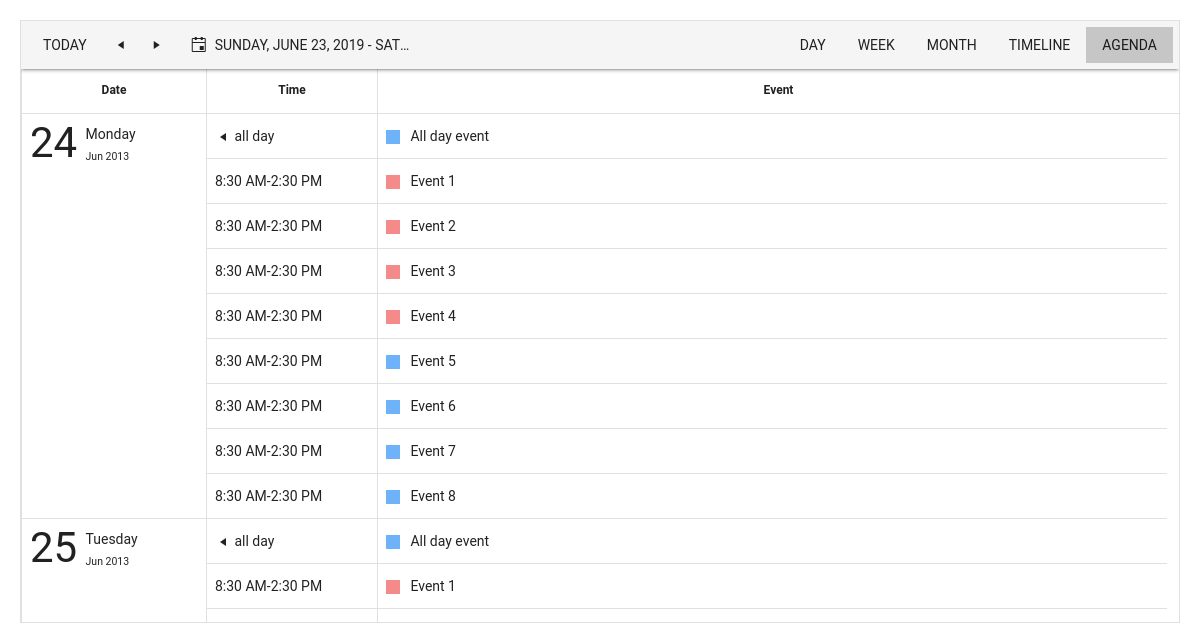 TODAY SUNDAY, JUNE 23, 2019 - SAT… DAY WEEK MONTH TIMELINE AGENDA
Date Time Event
24 Monday all day All day event
Jun 2013
8:30 AM-2:30 PM Event 1
8:30 AM-2:30 PM Event 2
8:30 AM-2:30 PM Event 3
8:30 AM-2:30 PM Event 4
8:30 AM-2:30 PM Event 5
8:30 AM-2:30 PM Event 6
8:30 AM-2:30 PM Event 7
8:30 AM-2:30 PM Event 8
25 Tuesday all day All day event
Jun 2013
8:30 AM-2:30 PM Event 1